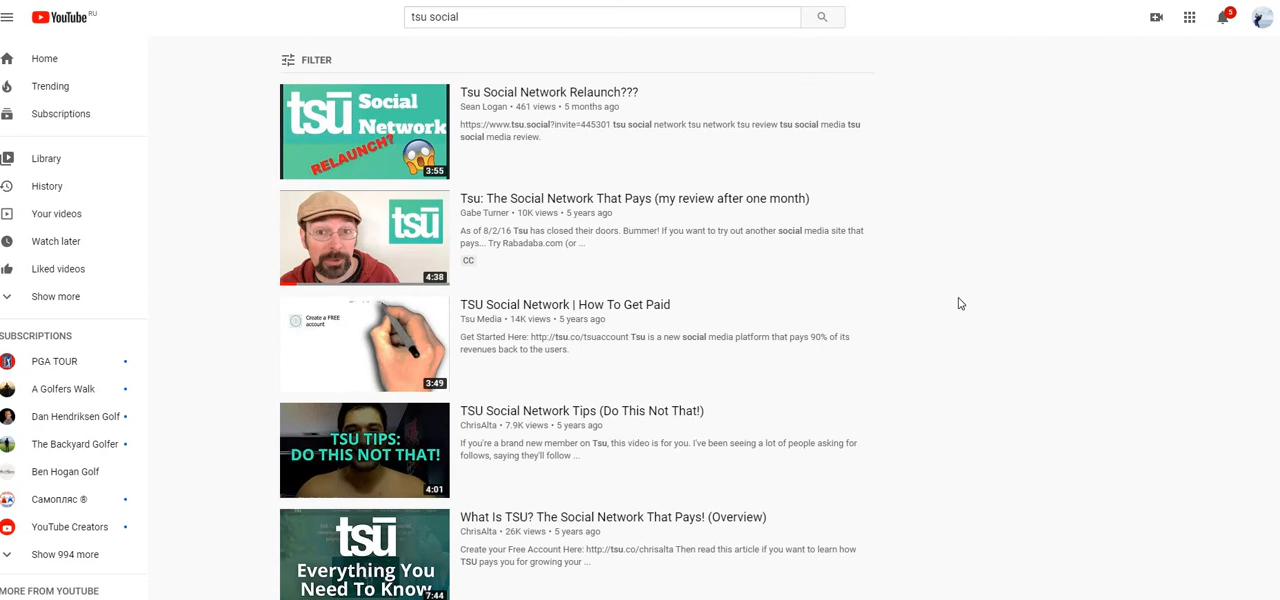 YouTube RU
tsu social
5
Home
Trending
Subscriptions
Library
History
Your videos
Watch later
Liked videos
Show more
SUBSCRIPTIONS
PGA TOUR
A Golfers Walk
Dan Hendriksen Golf
The Backyard Golfer
Ben Hogan Golf
Самопляс ®
YouTube Creators
Show 994 more
MORE FROM YOUTUBE
FILTER
tsū Social
Network
RELAUNCH?
3:55
Tsu Social Network Relaunch???
Sean Logan • 461 views • 5 months ago
https://www.tsu.social?invite=445301 tsu social network tsu network tsu review tsu social media tsu
social media review.
tsū
4:38
Tsu: The Social Network That Pays (my review after one month)
Gabe Turner • 10K views • 5 years ago
As of 8/2/16 Tsu has closed their doors. Bummer! If you want to try out another social media site that
pays... Try Rabadaba.com (or ...
CC
Create a FREE
account
3:49
TSU Social Network | How To Get Paid
Tsu Media • 14K views • 5 years ago
Get Started Here: http://tsu.co/tsuaccount Tsu is a new social media platform that pays 90% of its
revenues back to the users.
TSU TIPS:
DO THIS NOT THAT!
4:01
TSU Social Network Tips (Do This Not That!)
ChrisAlta • 7.9K views • 5 years ago
If you're a brand new member on Tsu, this video is for you. I've been seeing a lot of people asking for
follows, saying they'll follow ...
tsū
Everything You
Need To Know
7:44
What Is TSU? The Social Network That Pays! (Overview)
ChrisAlta • 26K views • 5 years ago
Create your Free Account Here: http://tsu.co/chrisalta Then read this article if you want to learn how
TSU pays you for growing your ...